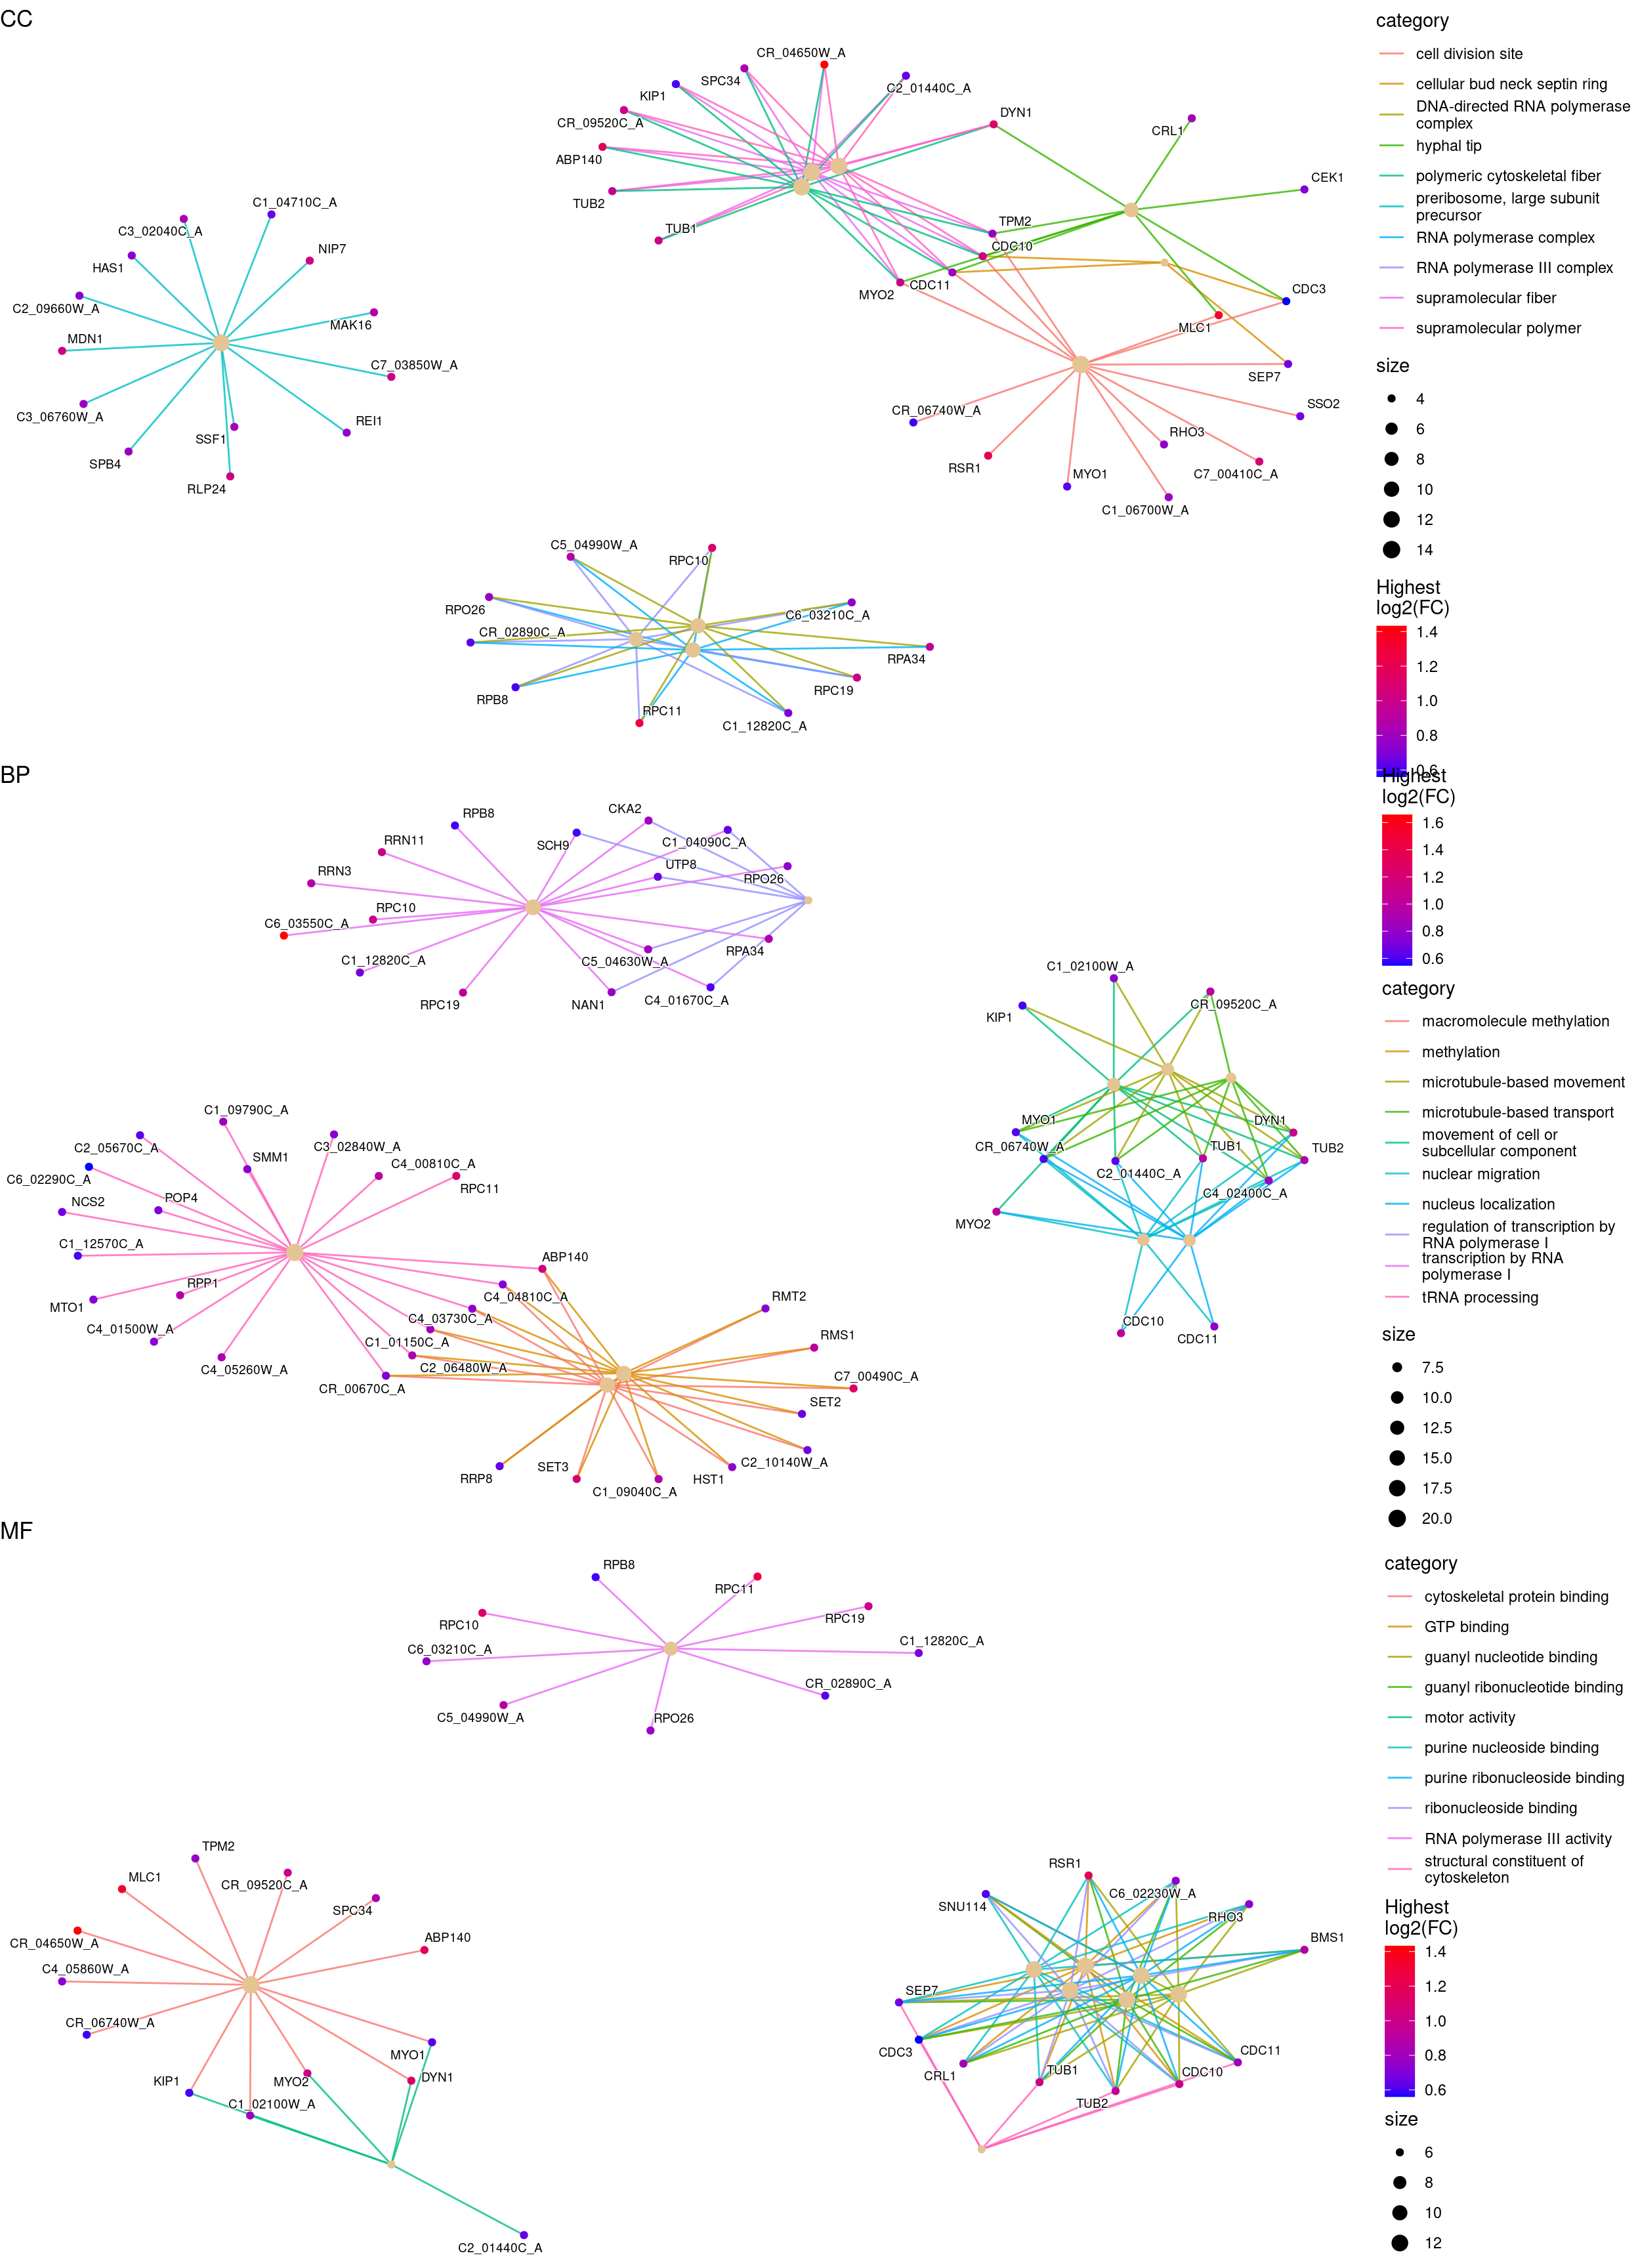 CC
CR_04650W_A
SPC34
C2_01440C_A
KIP1
CR_09520C_A
DYN1
CRL1
ABP140
CEK1
TUB2
TUB1
TPM2
CDC10
CDC11
MYO2
CDC3
MLC1
SEP7
SSO2
CR_06740W_A
RHO3
RSR1
MYO1
C7_00410C_A
C1_06700W_A
C1_04710C_A
C3_02040C_A
NIP7
HAS1
C2_09660W_A
MAK16
MDN1
C7_03850W_A
C3_06760W_A
REI1
SSF1
SPB4
RLP24
C5_04990W_A
RPC10
RPO26
C6_03210C_A
CR_02890C_A
RPA34
RPC19
RPB8
RPC11
C1_12820C_A
category
cell division site
cellular bud neck septin ring
DNA-directed RNA polymerase
complex
hyphal tip
polymeric cytoskeletal fiber
preribosome, large subunit
precursor
RNA polymerase complex
RNA polymerase III complex
supramolecular fiber
supramolecular polymer
size
4
6
8
10
12
14
Highest
log2(FC)
1.4
1.2
1.0
0.8
0.6
BP
RPB8
CKA2
RRN11
SCH9
C1_04090C_A
RRN3
UTP8
RPO26
RPC10
C6_03550C_A
RPA34
C1_12820C_A
C5_04630W_A
RPC19
NAN1
C4_01670C_A
C1_02100W_A
CR_09520C_A
KIP1
MYO1
DYN1
CR_06740W_A
TUB1
TUB2
C2_01440C_A
C4_02400C_A
MYO2
CDC10
CDC11
C1_09790C_A
C2_05670C_A
C3_02840W_A
SMM1
C4_00810C_A
C6_02290C_A
RPC11
NCS2
POP4
C1_12570C_A
ABP140
RPP1
MTO1
C4_04810C_A
C4_01500W_A
C4_03730C_A
C1_01150C_A
C4_05260W_A
C2_06480W_A
CR_00670C_A
RMT2
RMS1
C7_00490C_A
SET2
C2_10140W_A
RRP8
SET3
HST1
C1_09040C_A
Highest
log2(FC)
1.6
1.4
1.2
1.0
0.8
0.6
category
macromolecule methylation
methylation
microtubule-based movement
microtubule-based transport
movement of cell or
subcellular component
nuclear migration
nucleus localization
regulation of transcription by
RNA polymerase I
transcription by RNA
polymerase I
tRNA processing
size
7.5
10.0
12.5
15.0
17.5
20.0
MF
RPB8
RPC11
RPC10
RPC19
C6_03210C_A
C1_12820C_A
CR_02890C_A
C5_04990W_A
RPO26
TPM2
MLC1
CR_09520C_A
SPC34
CR_04650W_A
ABP140
C4_05860W_A
CR_06740W_A
MYO1
KIP1
MYO2
DYN1
C1_02100W_A
C2_01440C_A
RSR1
C6_02230W_A
SNU114
RHO3
BMS1
SEP7
CDC3
CDC11
CRL1
TUB1
CDC10
TUB2
category
cytoskeletal protein binding
GTP binding
guanyl nucleotide binding
guanyl ribonucleotide binding
motor activity
purine nucleoside binding
purine ribonucleoside binding
ribonucleoside binding
RNA polymerase III activity
structural constituent of
cytoskeleton
Highest
log2(FC)
1.4
1.2
1.0
0.8
0.6
size
6
8
10
12